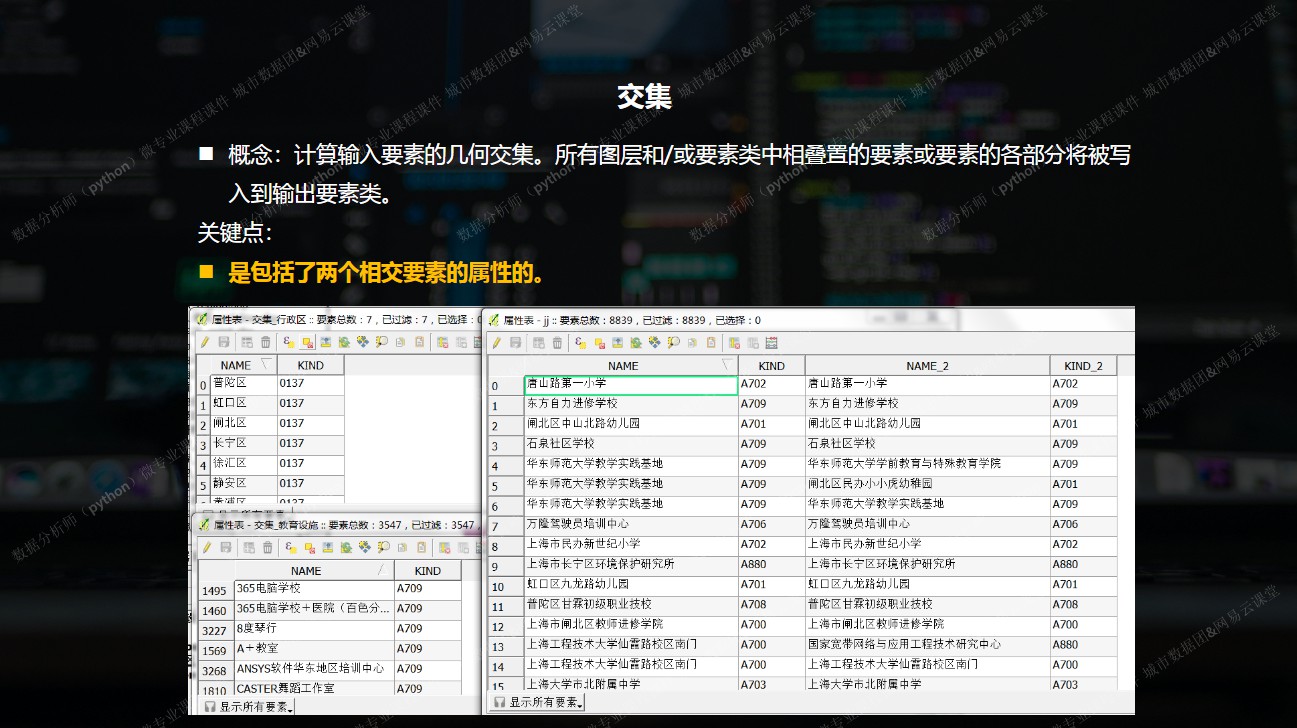 交集
■ 概念：计算输入要素的几何交集。所有图层和/或要素类中相叠置的要素或要素的各部分将被写
入到输出要素类。
关键点：
■ 是包括了两个相交要素的属性的。
属性表 - 交集_行政区 :: 要素总数：7，已过滤：7，已选择：0
NAME KIND
0 普陀区 0137
1 虹口区 0137
2 闸北区 0137
3 长宁区 0137
4 徐汇区 0137
5 静安区 0137
黄浦区 0137
显示所有要素
属性表 - 交集_教育设施 :: 要素总数：3547，已过滤：3547，
NAME KIND
1495 365电脑学校 A709
1460 365电脑学校＋医院（百色分... A709
3227 8度琴行 A709
1569 A＋教室 A709
3268 ANSYS软件华东地区培训中心 A709
1810 CASTER舞蹈工作室 A709
显示所有要素
属性表 - jj :: 要素总数：8839，已过滤：8839，已选择：0
NAME KIND NAME_2 KIND_2
0 唐山路第一小学 A702 唐山路第一小学 A702
1 东方自力进修学校 A709 东方自力进修学校 A709
2 闸北区中山北路幼儿园 A701 闸北区中山北路幼儿园 A701
3 石泉社区学校 A709 石泉社区学校 A709
4 华东师范大学教学实践基地 A709 华东师范大学学前教育与特殊教育学院 A709
5 华东师范大学教学实践基地 A709 闸北区民办小小虎幼稚园 A701
6 华东师范大学教学实践基地 A709 华东师范大学教学实践基地 A709
7 万隆驾驶员培训中心 A706 万隆驾驶员培训中心 A706
8 上海市民办新世纪小学 A702 上海市民办新世纪小学 A702
9 上海市长宁区环境保护研究所 A880 上海市长宁区环境保护研究所 A880
10 虹口区九龙路幼儿园 A701 虹口区九龙路幼儿园 A701
11 普陀区甘霖初级职业技校 A708 普陀区甘霖初级职业技校 A708
12 上海市闸北区教师进修学院 A700 上海市闸北区教师进修学院 A700
13 上海工程技术大学仙霞路校区南门 A700 国家宽带网络与应用工程技术研究中心 A880
14 上海工程技术大学仙霞路校区南门 A700 上海工程技术大学仙霞路校区南门 A700
15 上海大学市北附属中学 A703 上海大学市北附属中学 A703
显示所有要素
数据分析师（python）微专业课程课件 城市数据团&网易云课堂